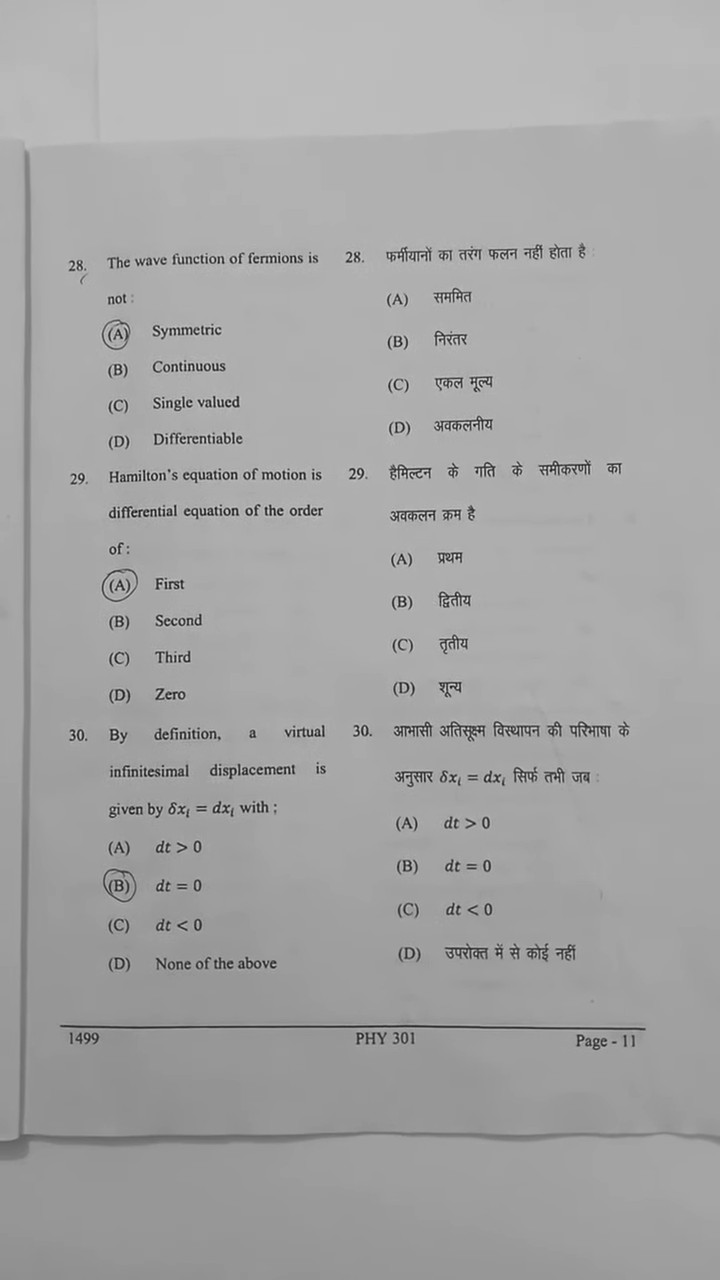 28. The wave function of fermions is
not :
(A) Symmetric
(B) Continuous
(C) Single valued
(D) Differentiable
29. Hamilton's equation of motion is
differential equation of the order
of :
(A) First
(B) Second
(C) Third
(D) Zero
30. By definition, a virtual
infinitesimal displacement is
given by δxᵢ = dxᵢ with ;
(A) dt > 0
(B) dt = 0
(C) dt < 0
(D) None of the above
28. फर्मीयानों का तरंग फलन नहीं होता है :
(A) सममित
(B) निरंतर
(C) एकल मूल्य
(D) अवकलनीय
29. हैमिल्टन के गति के समीकरणों का
अवकलन क्रम है
(A) प्रथम
(B) द्वितीय
(C) तृतीय
(D) शून्य
30. आभासी अतिसूक्ष्म विस्थापन की परिभाषा के
अनुसार δxᵢ = dxᵢ सिर्फ तभी जब :
(A) dt > 0
(B) dt = 0
(C) dt < 0
(D) उपरोक्त में से कोई नहीं
1499 PHY 301 Page - 11